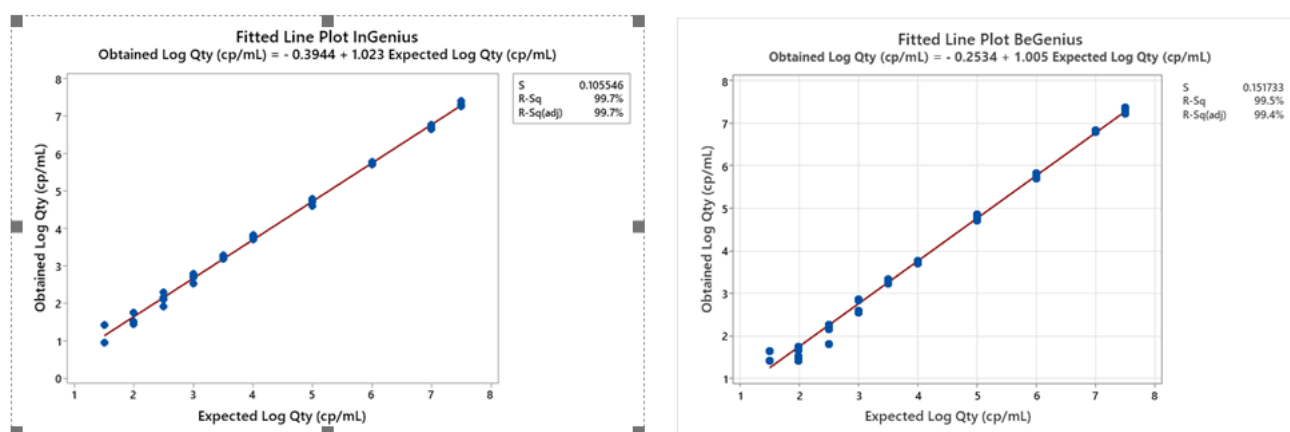 Fitted Line Plot InGenius
Obtained Log Qty (cp/mL) = - 0.3944 + 1.023 Expected Log Qty (cp/mL)
S 0.105546
R-Sq 99.7%
R-Sq(adj) 99.7%
Obtained Log Qty (cp/mL)
8
7
6
5
4
3
2
1
0
1 2 3 4 5 6 7 8
Expected Log Qty (cp/mL)
Fitted Line Plot BeGenius
Obtained Log Qty (cp/mL) = - 0.2534 + 1.005 Expected Log Qty (cp/mL)
S 0.151733
R-Sq 99.5%
R-Sq(adj) 99.4%
Obtained Log Qty (cp/mL)
8
7
6
5
4
3
2
1
1 2 3 4 5 6 7 8
Expected Log Qty (cp/mL)